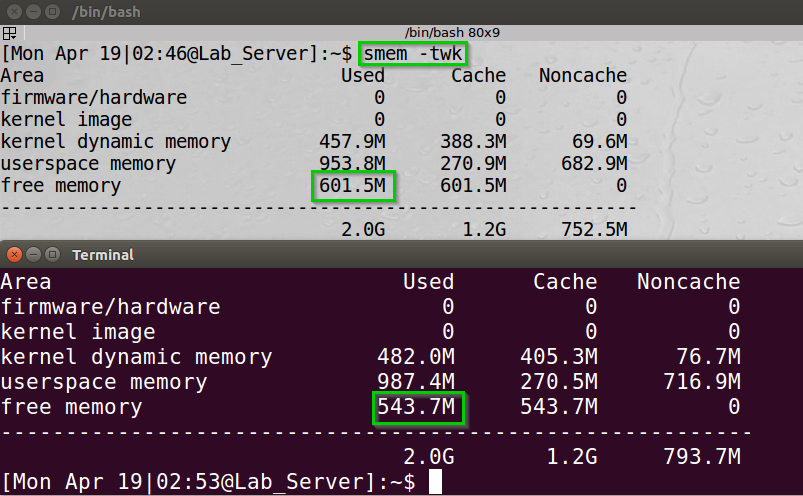 /bin/bash
/bin/bash 80x9
[Mon Apr 19|02:46@Lab_Server]:~$ smem -twk
Area Used Cache Noncache
firmware/hardware 0 0 0
kernel image 0 0 0
kernel dynamic memory 457.9M 388.3M 69.6M
userspace memory 953.8M 270.9M 682.9M
free memory 601.5M 601.5M 0
----------------------------------------------------------
2.0G 1.2G 752.5M
Terminal
Area Used Cache Noncache
firmware/hardware 0 0 0
kernel image 0 0 0
kernel dynamic memory 482.0M 405.3M 76.7M
userspace memory 987.4M 270.5M 716.9M
free memory 543.7M 543.7M 0
----------------------------------------------------------
2.0G 1.2G 793.7M
[Mon Apr 19|02:53@Lab_Server]:~$